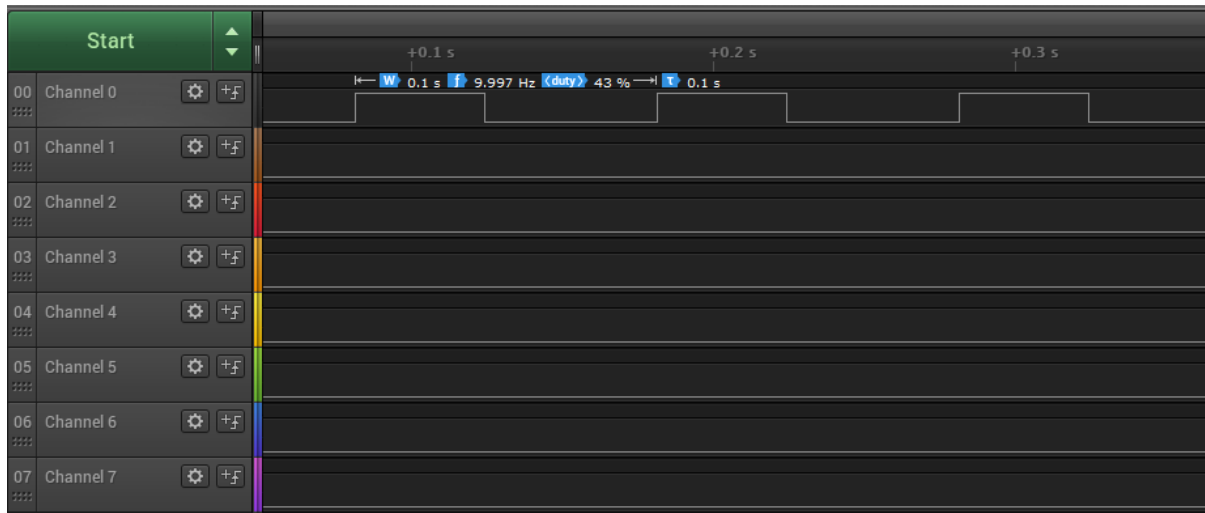 Start
+0.1 s +0.2 s +0.3 s
W 0.1 s f 9.997 Hz ⟨duty⟩ 43 % τ 0.1 s
00 Channel 0
01 Channel 1
02 Channel 2
03 Channel 3
04 Channel 4
05 Channel 5
06 Channel 6
07 Channel 7